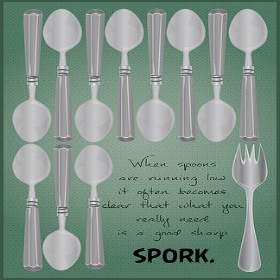 When spoons
are running low
it often becomes
clear that what you
really need
is a good sharp
SPORK.